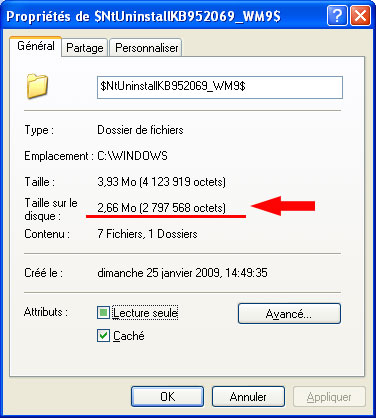 Propriétés de $NtUninstallKB952069_WM9$
Général Partage Personnaliser
$NtUninstallKB952069_WM9$
Type : Dossier de fichiers
Emplacement : C:\WINDOWS
Taille : 3,93 Mo (4 123 919 octets)
Taille sur le
disque : 2,66 Mo (2 797 568 octets)
Contenu : 7 Fichiers, 1 Dossiers
Créé le : dimanche 25 janvier 2009, 14:49:35
Attributs : Lecture seule Avancé...
Caché
OK Annuler Appliquer